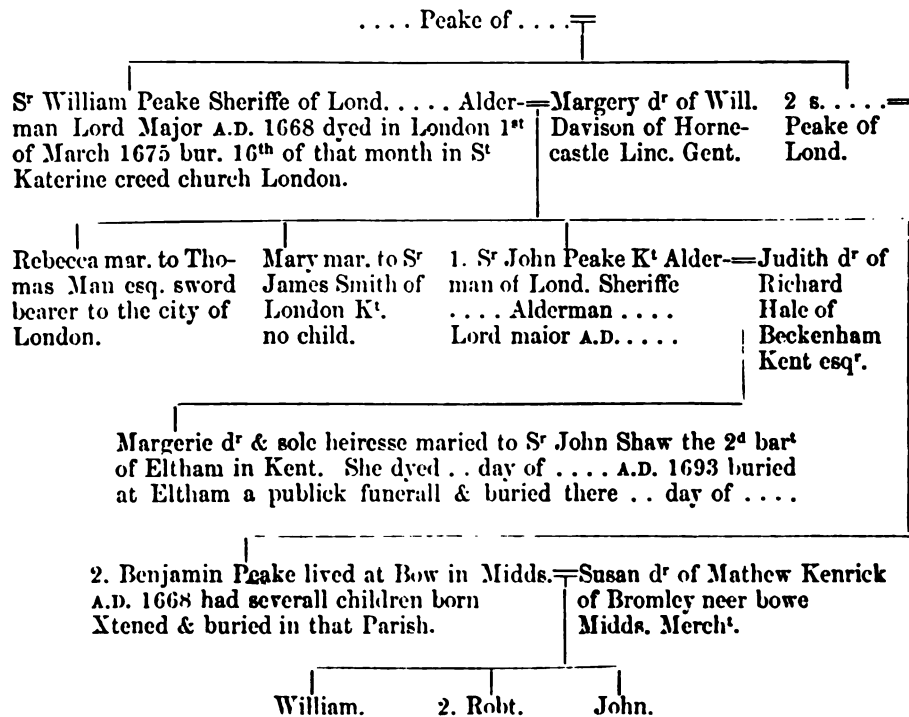 . . . . Peake of . . . .
Sʳ William Peake Sheriffe of Lond. . . . . Alder-
man Lord Major A.D. 1668 dyed in London 1ˢᵗ
of March 1675 bur. 16ᵗʰ of that month in Sᵗ
Katerine creed church London.
Margery dʳ of Will.
Davison of Horne-
castle Linc. Gent.
2 s. . . . .
Peake of
Lond.
Rebecca mar. to Tho-
mas Man esq. sword
bearer to the city of
London.
Mary mar. to Sʳ
James Smith of
London Kᵗ.
no child.
1. Sʳ John Peake Kᵗ Alder-
man of Lond. Sheriffe
. . . . Alderman . . . .
Lord maior A.D. . . . .
Judith dʳ of
Richard
Hale of
Beckenham
Kent esqʳ.
Margerie dʳ & sole heiresse maried to Sʳ John Shaw the 2ᵈ barᵗ
of Eltham in Kent. She dyed . . day of . . . . A.D. 1693 buried
at Eltham a publick funerall & buried there . . day of . . . .
2. Benjamin Peake lived at Bow in Midds.
A.D. 1668 had severall children born
Xtened & buried in that Parish.
Susan dʳ of Mathew Kenrick
of Bromley neer bowe
Midds. Merchᵗ.
William. 2. Robt. John.